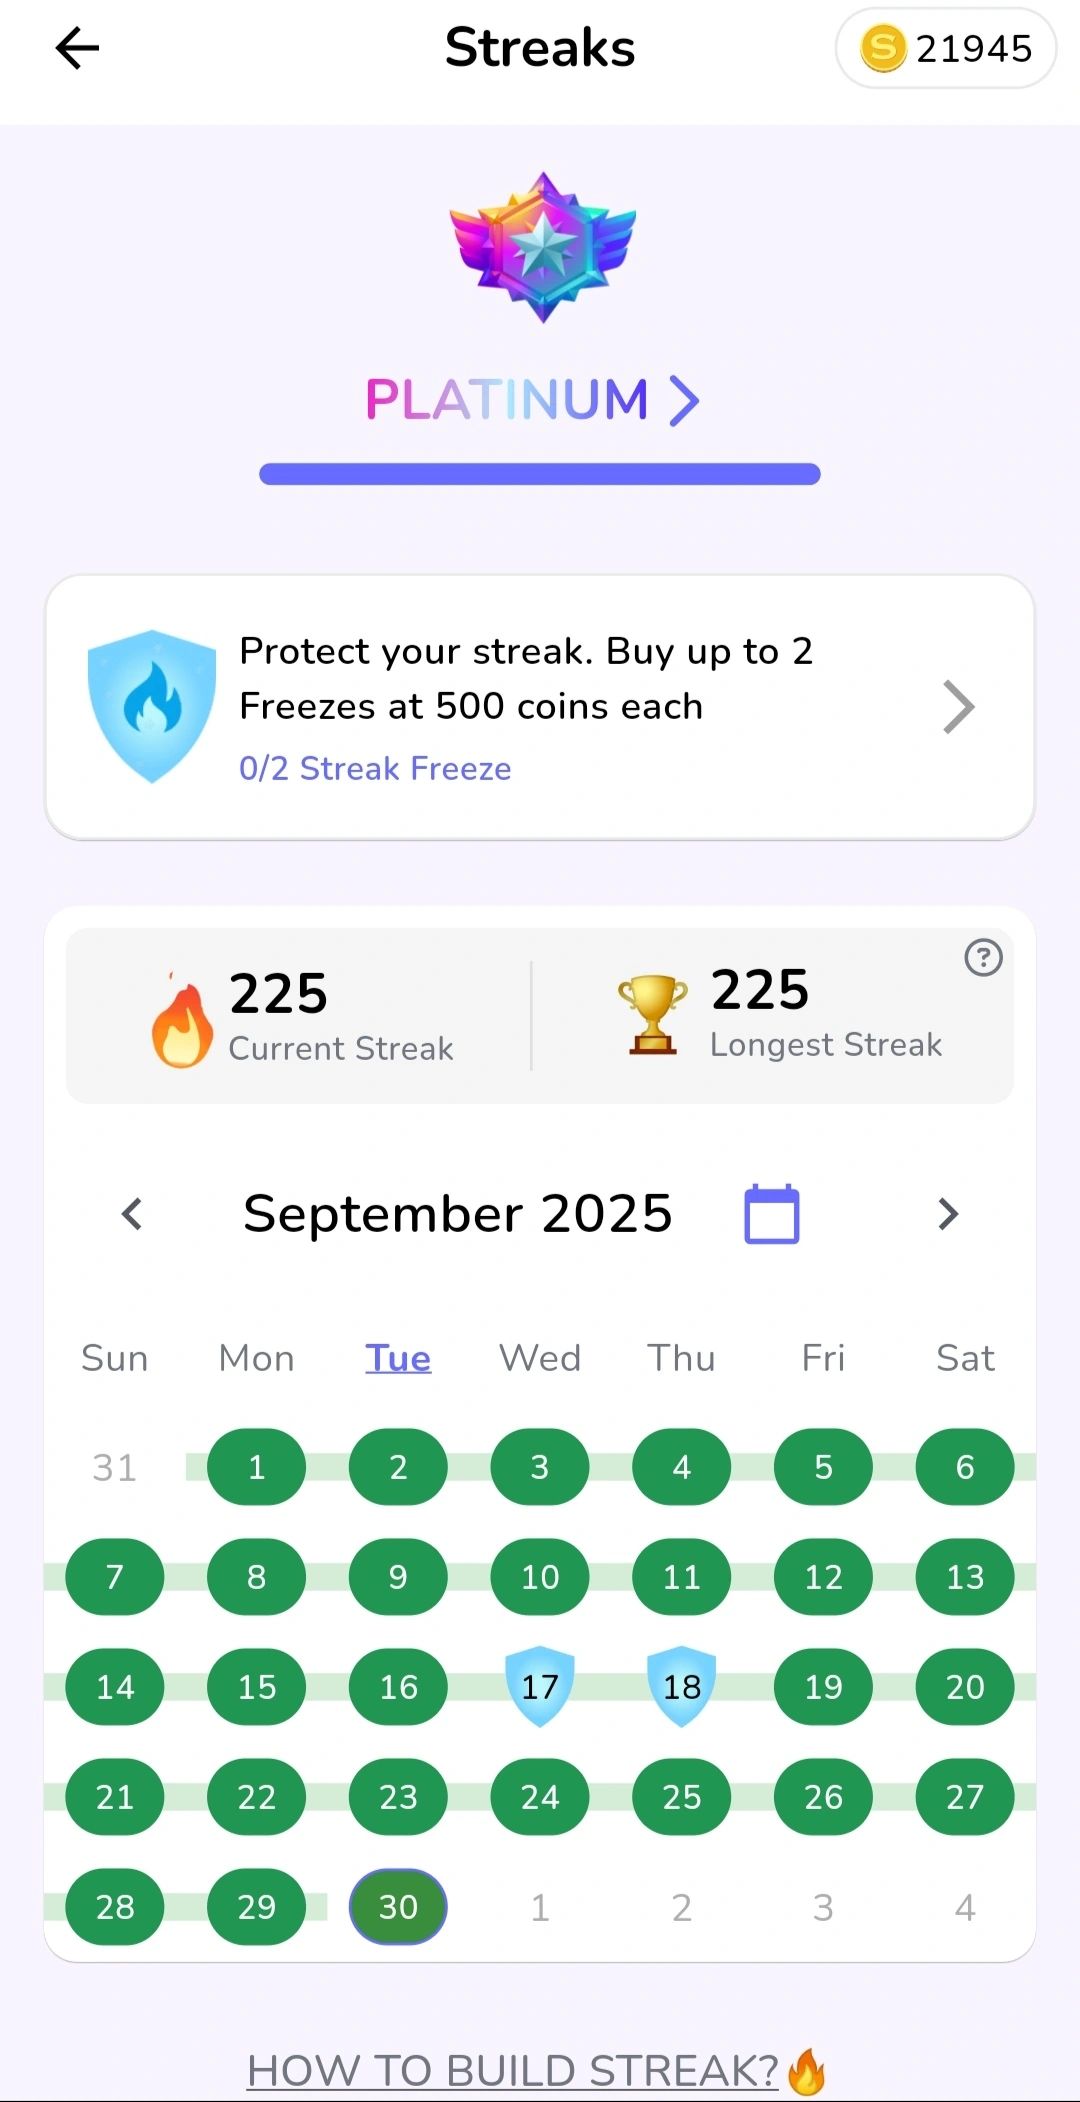 Streaks
S 21945
PLATINUM
Protect your streak. Buy up to 2
Freezes at 500 coins each
0/2 Streak Freeze
225
Current Streak
225
Longest Streak
?
September 2025
Sun Mon Tue Wed Thu Fri Sat
31 1 2 3 4 5 6
7 8 9 10 11 12 13
14 15 16 17 18 19 20
21 22 23 24 25 26 27
28 29 30 1 2 3 4
HOW TO BUILD STREAK?🔥